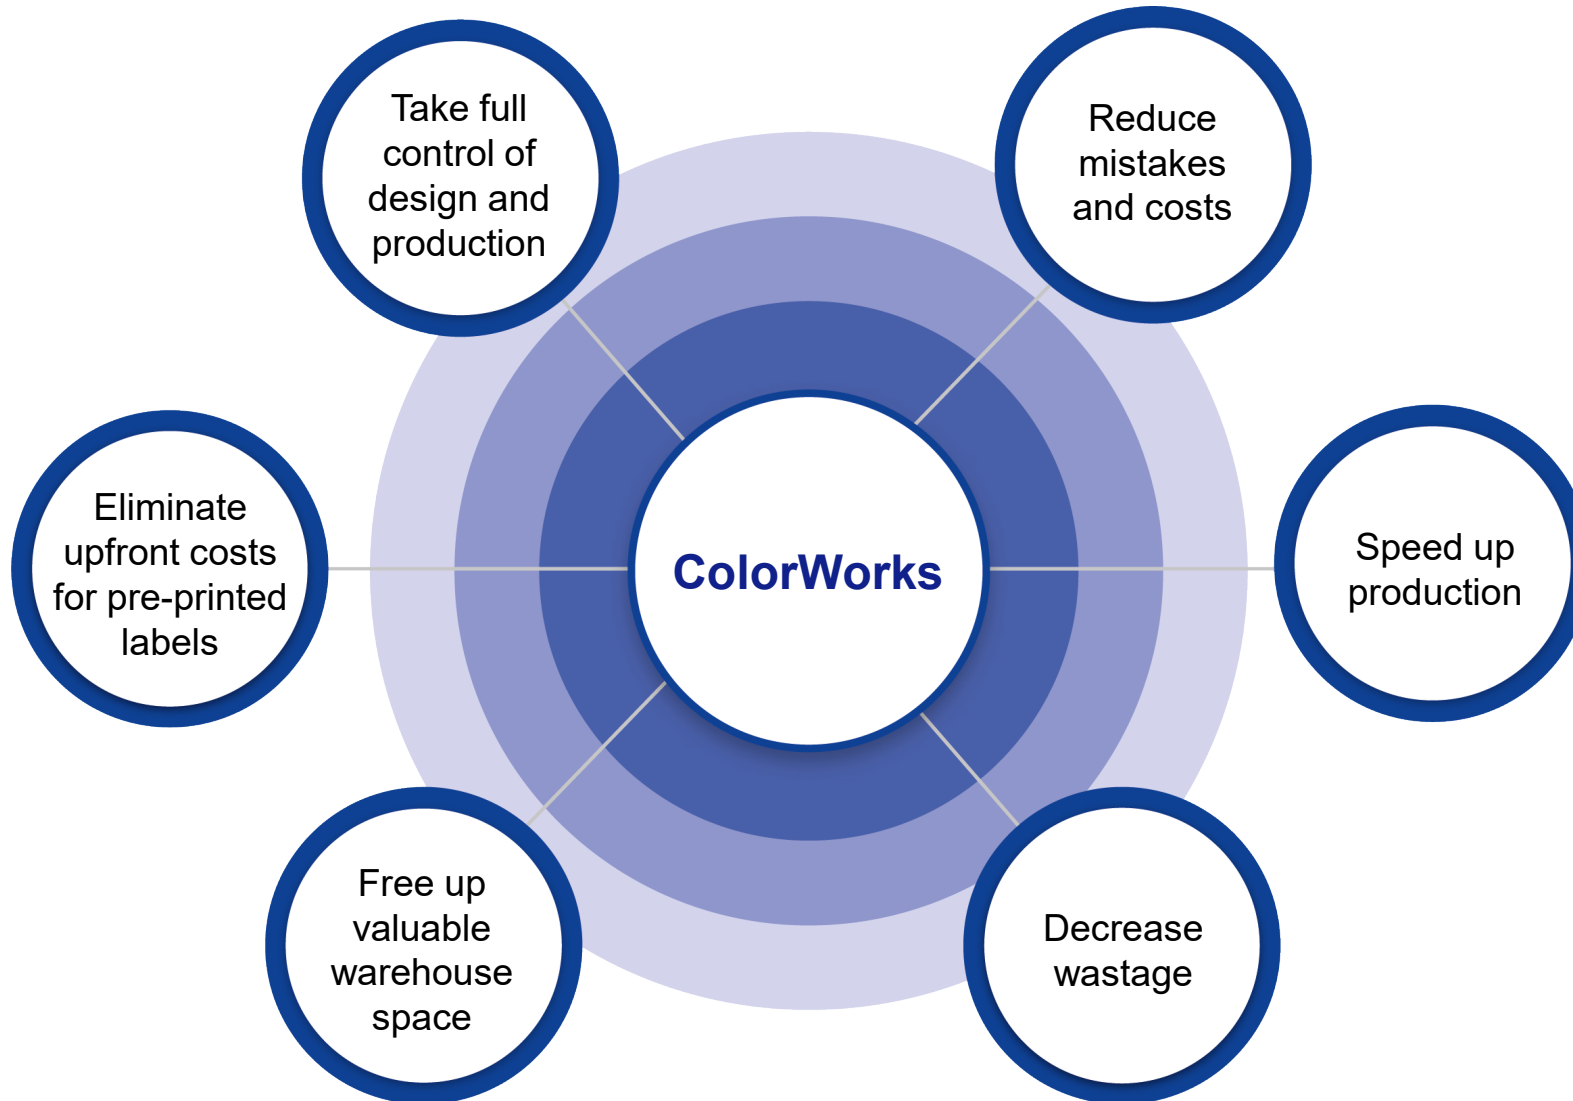 Take full
control of
design and
production
Reduce
mistakes
and costs
Eliminate
upfront costs
for pre-printed
labels
ColorWorks
Speed up
production
Free up
valuable
warehouse
space
Decrease
wastage